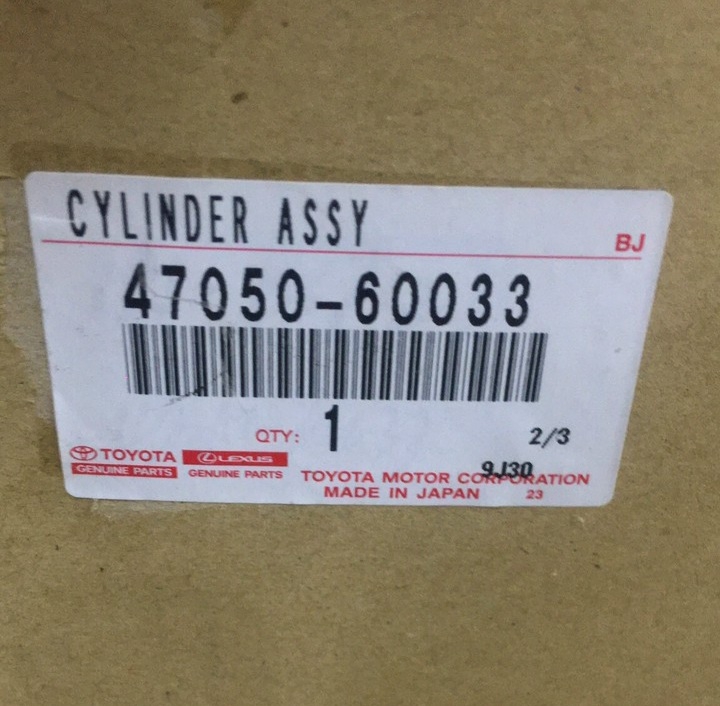 CYLINDER ASSY
BJ
47050-60033
QTY: 1
2/3
TOYOTA
GENUINE PARTS
LEXUS
GENUINE PARTS
9J30
TOYOTA MOTOR CORPORATION
MADE IN JAPAN 23